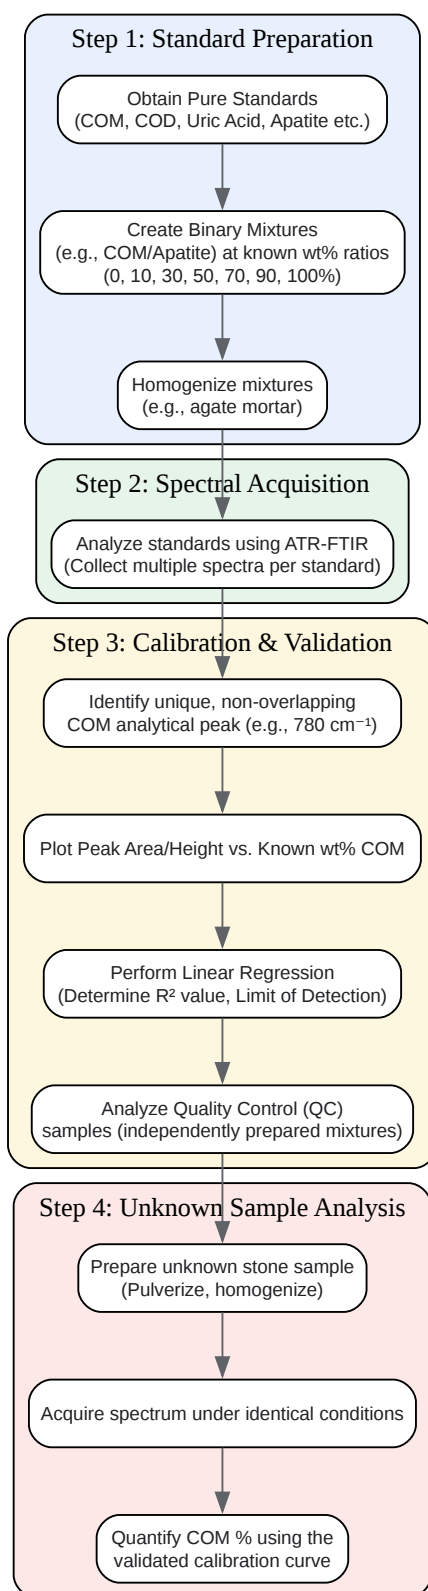 Step 1: Standard Preparation
Obtain Pure Standards
(COM, COD, Uric Acid, Apatite etc.)
Create Binary Mixtures
(e.g., COM/Apatite) at known wt% ratios
(0, 10, 30, 50, 70, 90, 100%)
Homogenize mixtures
(e.g., agate mortar)
Step 2: Spectral Acquisition
Analyze standards using ATR-FTIR
(Collect multiple spectra per standard)
Step 3: Calibration & Validation
Identify unique, non-overlapping
COM analytical peak (e.g., 780 cm⁻¹)
Plot Peak Area/Height vs. Known wt% COM
Perform Linear Regression
(Determine R² value, Limit of Detection)
Analyze Quality Control (QC)
samples (independently prepared mixtures)
Step 4: Unknown Sample Analysis
Prepare unknown stone sample
(Pulverize, homogenize)
Acquire spectrum under identical conditions
Quantify COM % using the
validated calibration curve